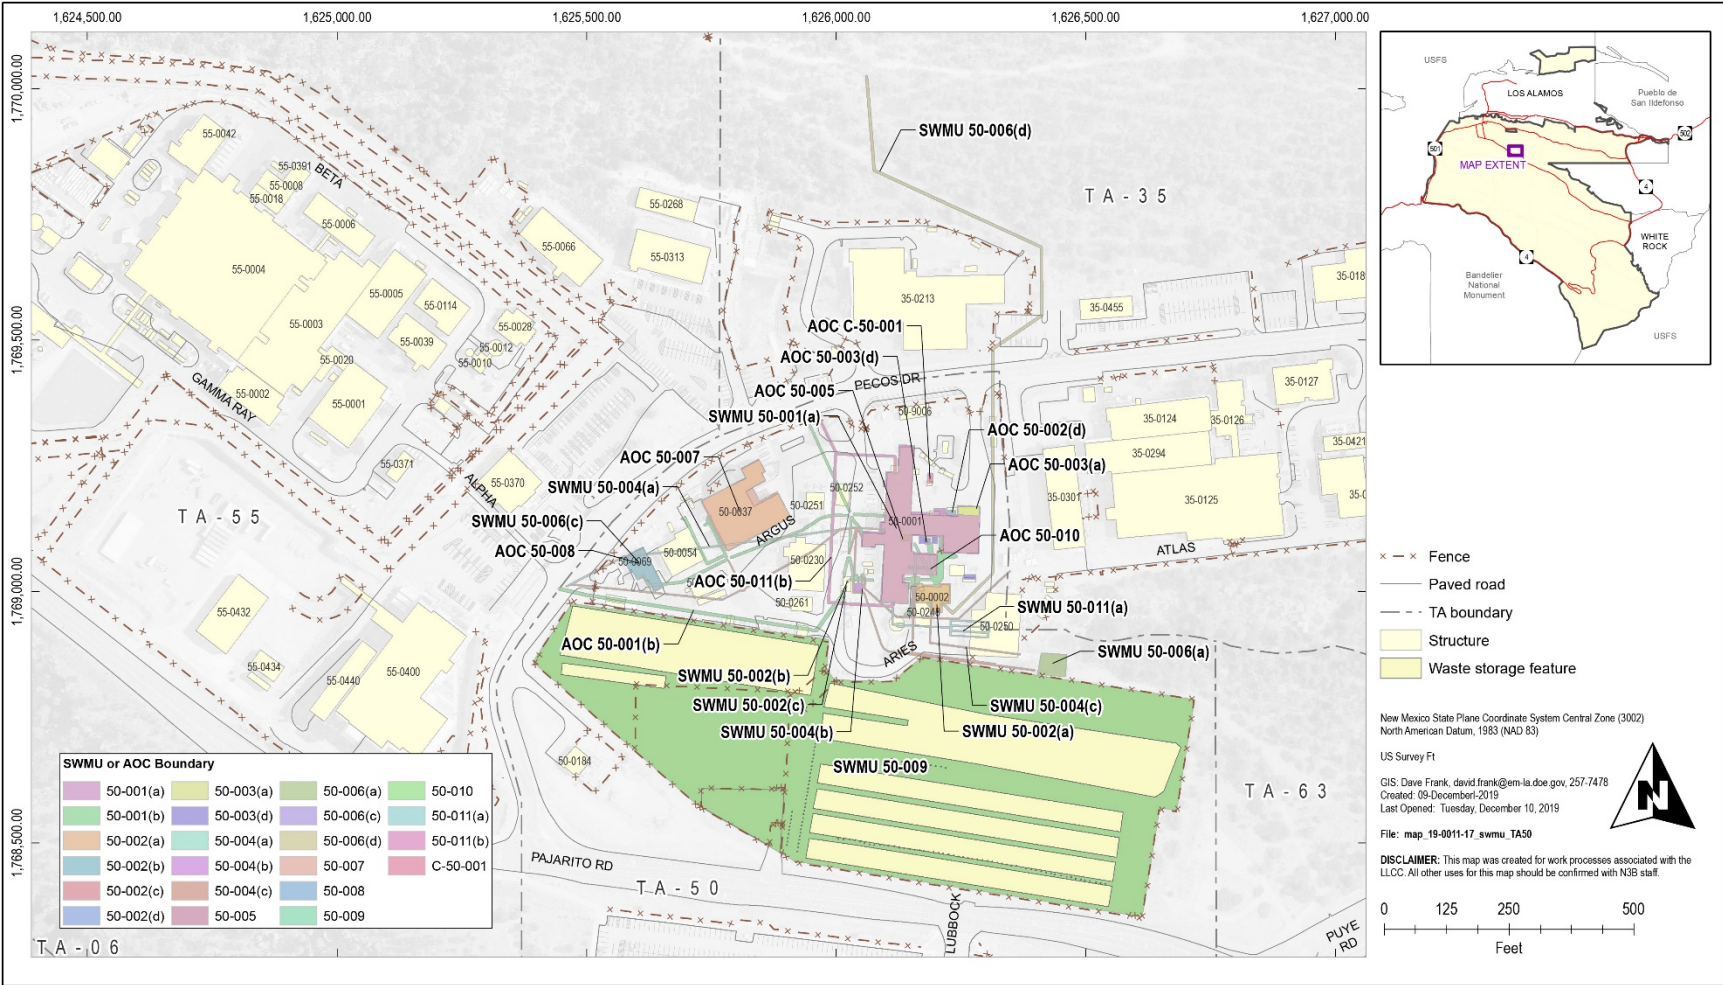 1,624,500.00
1,625,000.00
1,625,500.00
1,626,000.00
1,626,500.00
1,627,000.00
1,770,000.00
1,769,500.00
1,769,000.00
1,768,500.00
SWMU 50-006(d)
TA-35
55-0042
55-0391
55-0008
55-0018
BETA
55-0006
55-0268
55-0066
55-0313
55-0004
55-0005
55-0114
55-0003
55-0028
55-0039
55-0012
55-0010
55-0020
55-0002
55-0001
GAMMA RAY
35-0213
35-0455
35-018
AOC C-50-001
AOC 50-003(d)
AOC 50-005
PECOS DR
SWMU 50-001(a)
50-9006
35-0127
35-0124
35-0126
AOC 50-002(d)
35-0421
AOC 50-007
35-0294
AOC 50-003(a)
55-0371
ALPHA
55-0370
SWMU 50-004(a)
50-0252
35-0301
35-0125
50-0251
50-0037
TA-55
SWMU 50-006(c)
ARGUS
50-0001
AOC 50-010
AOC 50-008
50-0054
50-0069
50-0230
ATLAS
AOC 50-011(b)
50-0261
50-0002
SWMU 50-011(a)
50-0250
55-0432
AOC 50-001(b)
ARIES
SWMU 50-006(a)
55-0434
55-0440
55-0400
SWMU 50-002(b)
SWMU 50-002(c)
SWMU 50-004(c)
SWMU 50-004(b)
SWMU 50-002(a)
50-0184
SWMU 50-009
TA-63
PAJARITO RD
TA-50
LUBBOCK
PUYE RD
TA-06
SWMU or AOC Boundary
50-001(a)
50-001(b)
50-002(a)
50-002(b)
50-002(c)
50-002(d)
50-003(a)
50-003(d)
50-004(a)
50-004(b)
50-004(c)
50-005
50-006(a)
50-006(c)
50-006(d)
50-007
50-008
50-009
50-010
50-011(a)
50-011(b)
C-50-001
USFS
LOS ALAMOS
Pueblo de
San Ildefonso
501
502
MAP EXTENT
4
WHITE
ROCK
4
Bandelier
National
Monument
USFS
Fence
Paved road
TA boundary
Structure
Waste storage feature
New Mexico State Plane Coordinate System Central Zone (3002)
North American Datum, 1983 (NAD 83)
US Survey Ft
GIS: Dave Frank, david.frank@em-la.doe.gov, 257-7478
Created: 09-Decemberl-2019
Last Opened: Tuesday, December 10, 2019
File: map_19-0011-17_swmu_TA50
N
DISCLAIMER: This map was created for work processes associated with the
LLCC. All other uses for this map should be confirmed with N3B staff.
0 125 250 500
Feet